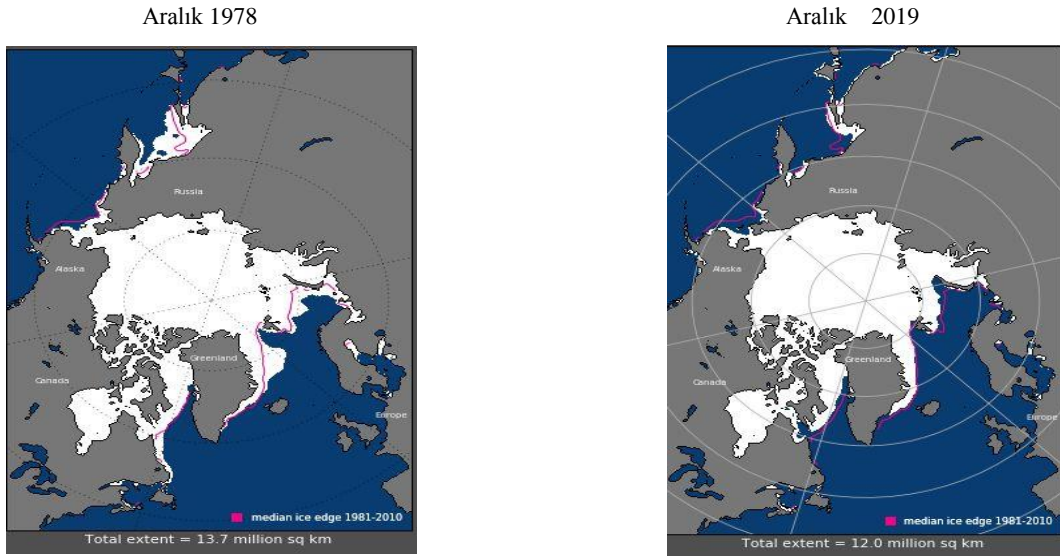 Aralık 1978
Aralık 2019
Russia
Alaska
Greenland
Canada
Europe
median ice edge 1981-2010
Total extent = 13.7 million sq km
Russia
Alaska
Greenland
Canada
Europe
median ice edge 1981-2010
Total extent = 12.0 million sq km